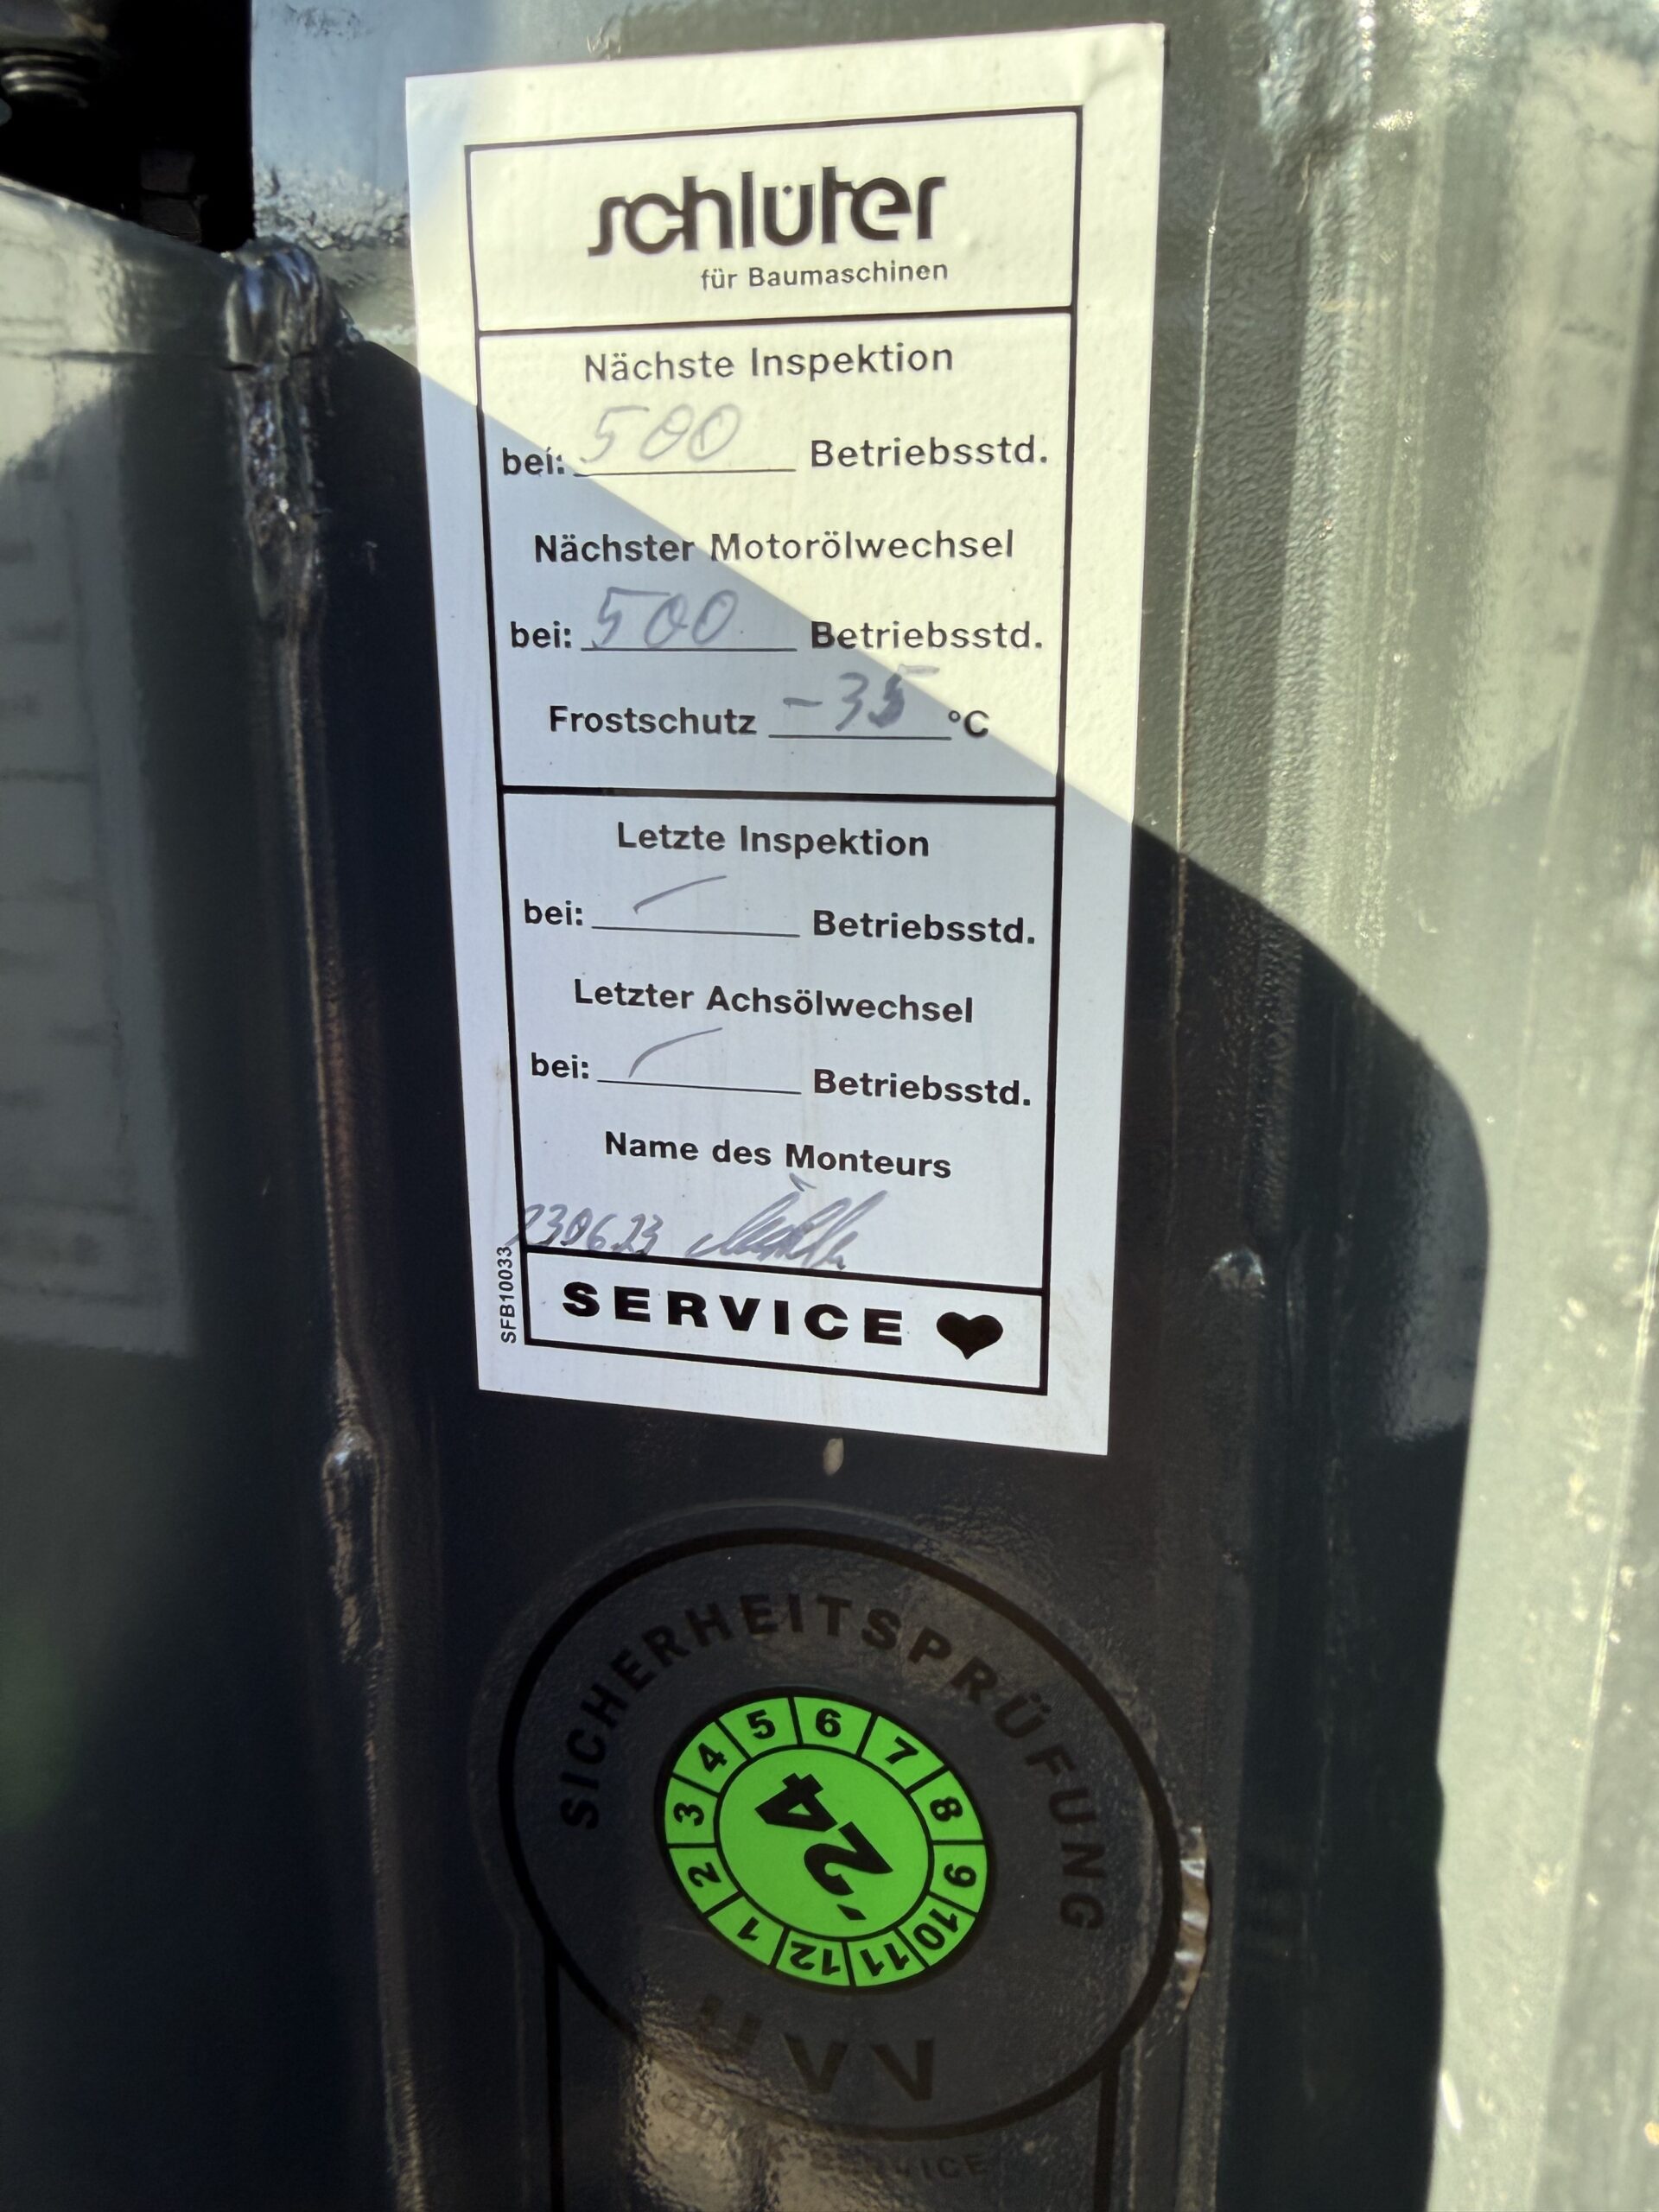 schlüter
für Baumaschinen
Nächste Inspektion
bei: 500 Betriebsstd.
Nächster Motorölwechsel
bei: 500 Betriebsstd.
Frostschutz -35 °C
Letzte Inspektion
bei: Betriebsstd.
Letzter Achsölwechsel
bei: Betriebsstd.
Name des Monteurs
230623
SERVICE ♥
SFB10033
SICHERHEITSPRÜFUNG
1 2 3 4 5 6 7 8 9 10 11 12
'24
UVV